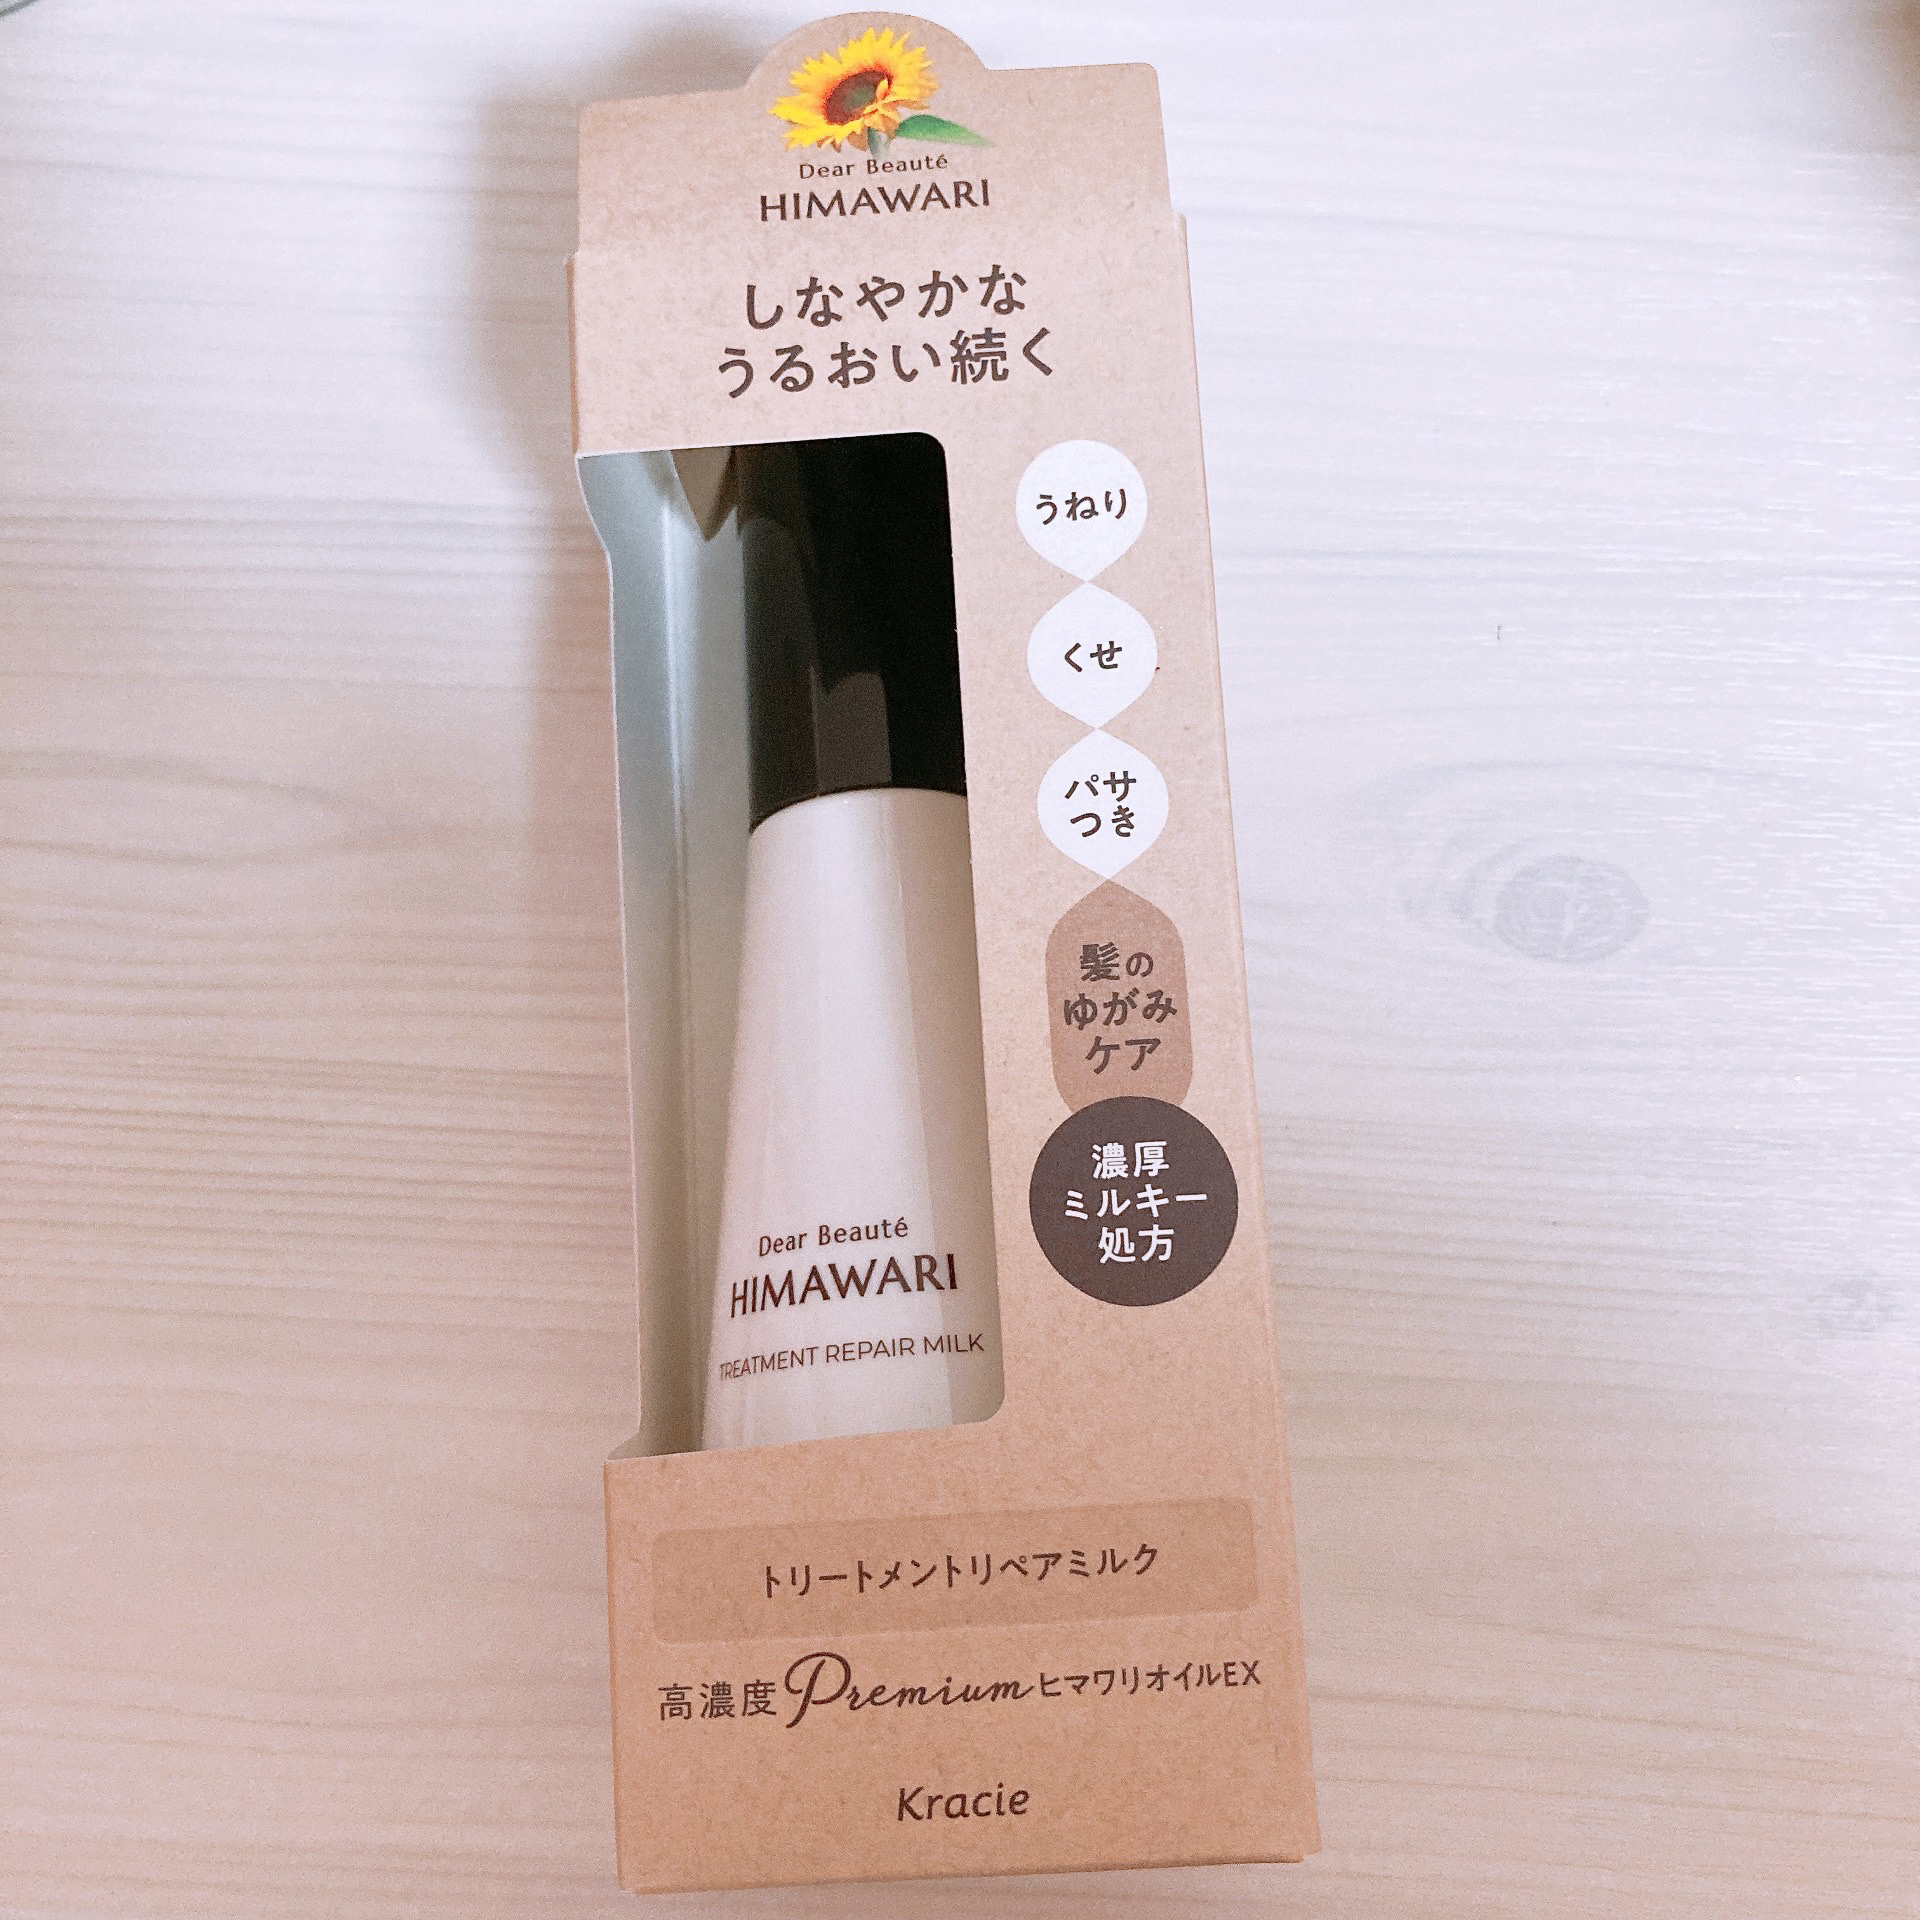 Dear Beauté
HIMAWARI
しなやかな
うるおい続く
うねり
くせ
パサ
つき
髪の
ゆがみ
ケア
濃厚
ミルキー
処方
Dear Beauté
HIMAWARI
TREATMENT REPAIR MILK
トリートメントリペアミルク
高濃度PremiumヒマワリオイルEX
Kracie